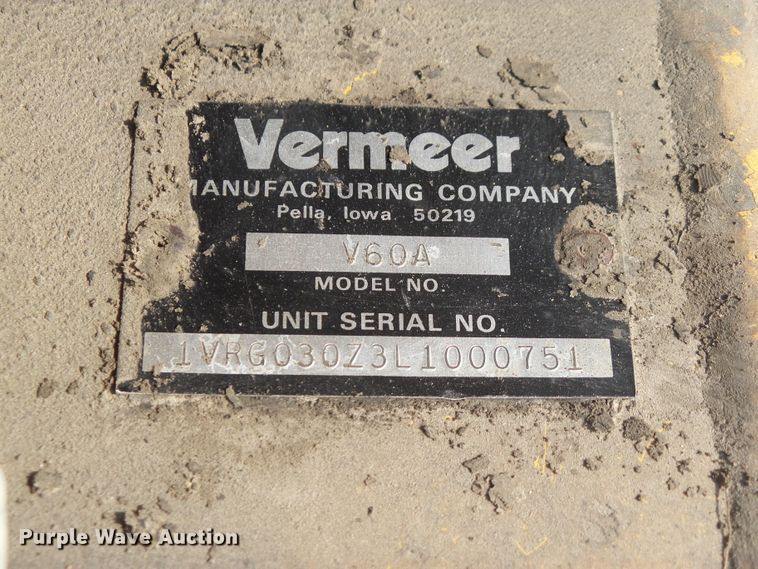 Vermeer
MANUFACTURING COMPANY
Pella, Iowa 50219
V60A
MODEL NO.
UNIT SERIAL NO.
1VRG030Z3L1000751
Purple Wave Auction